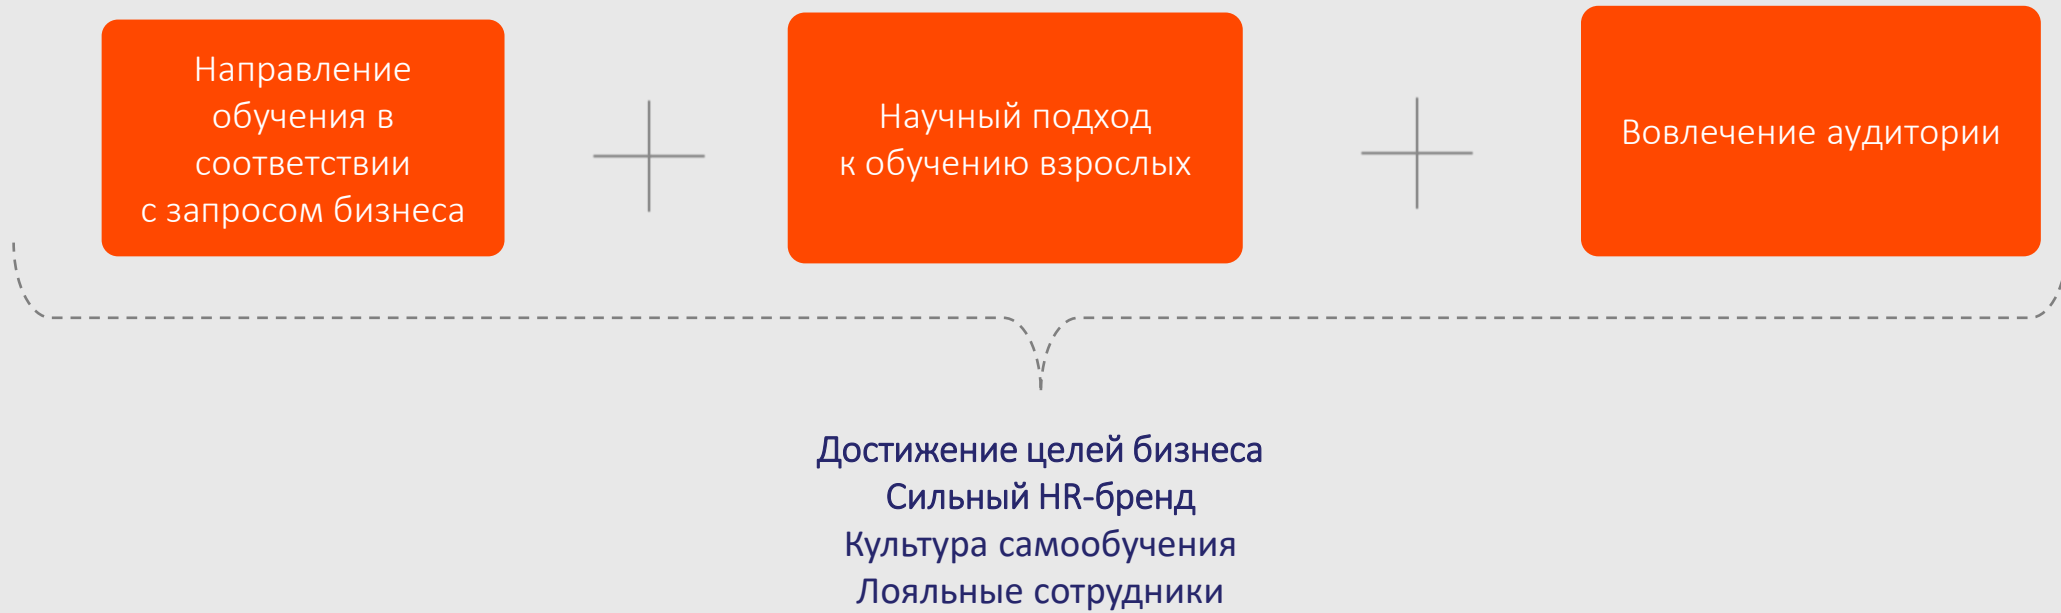 Направление
обучения в
соответствии
с запросом бизнеса
Научный подход
к обучению взрослых
Вовлечение аудитории
Достижение целей бизнеса
Сильный HR-бренд
Культура самообучения
Лояльные сотрудники